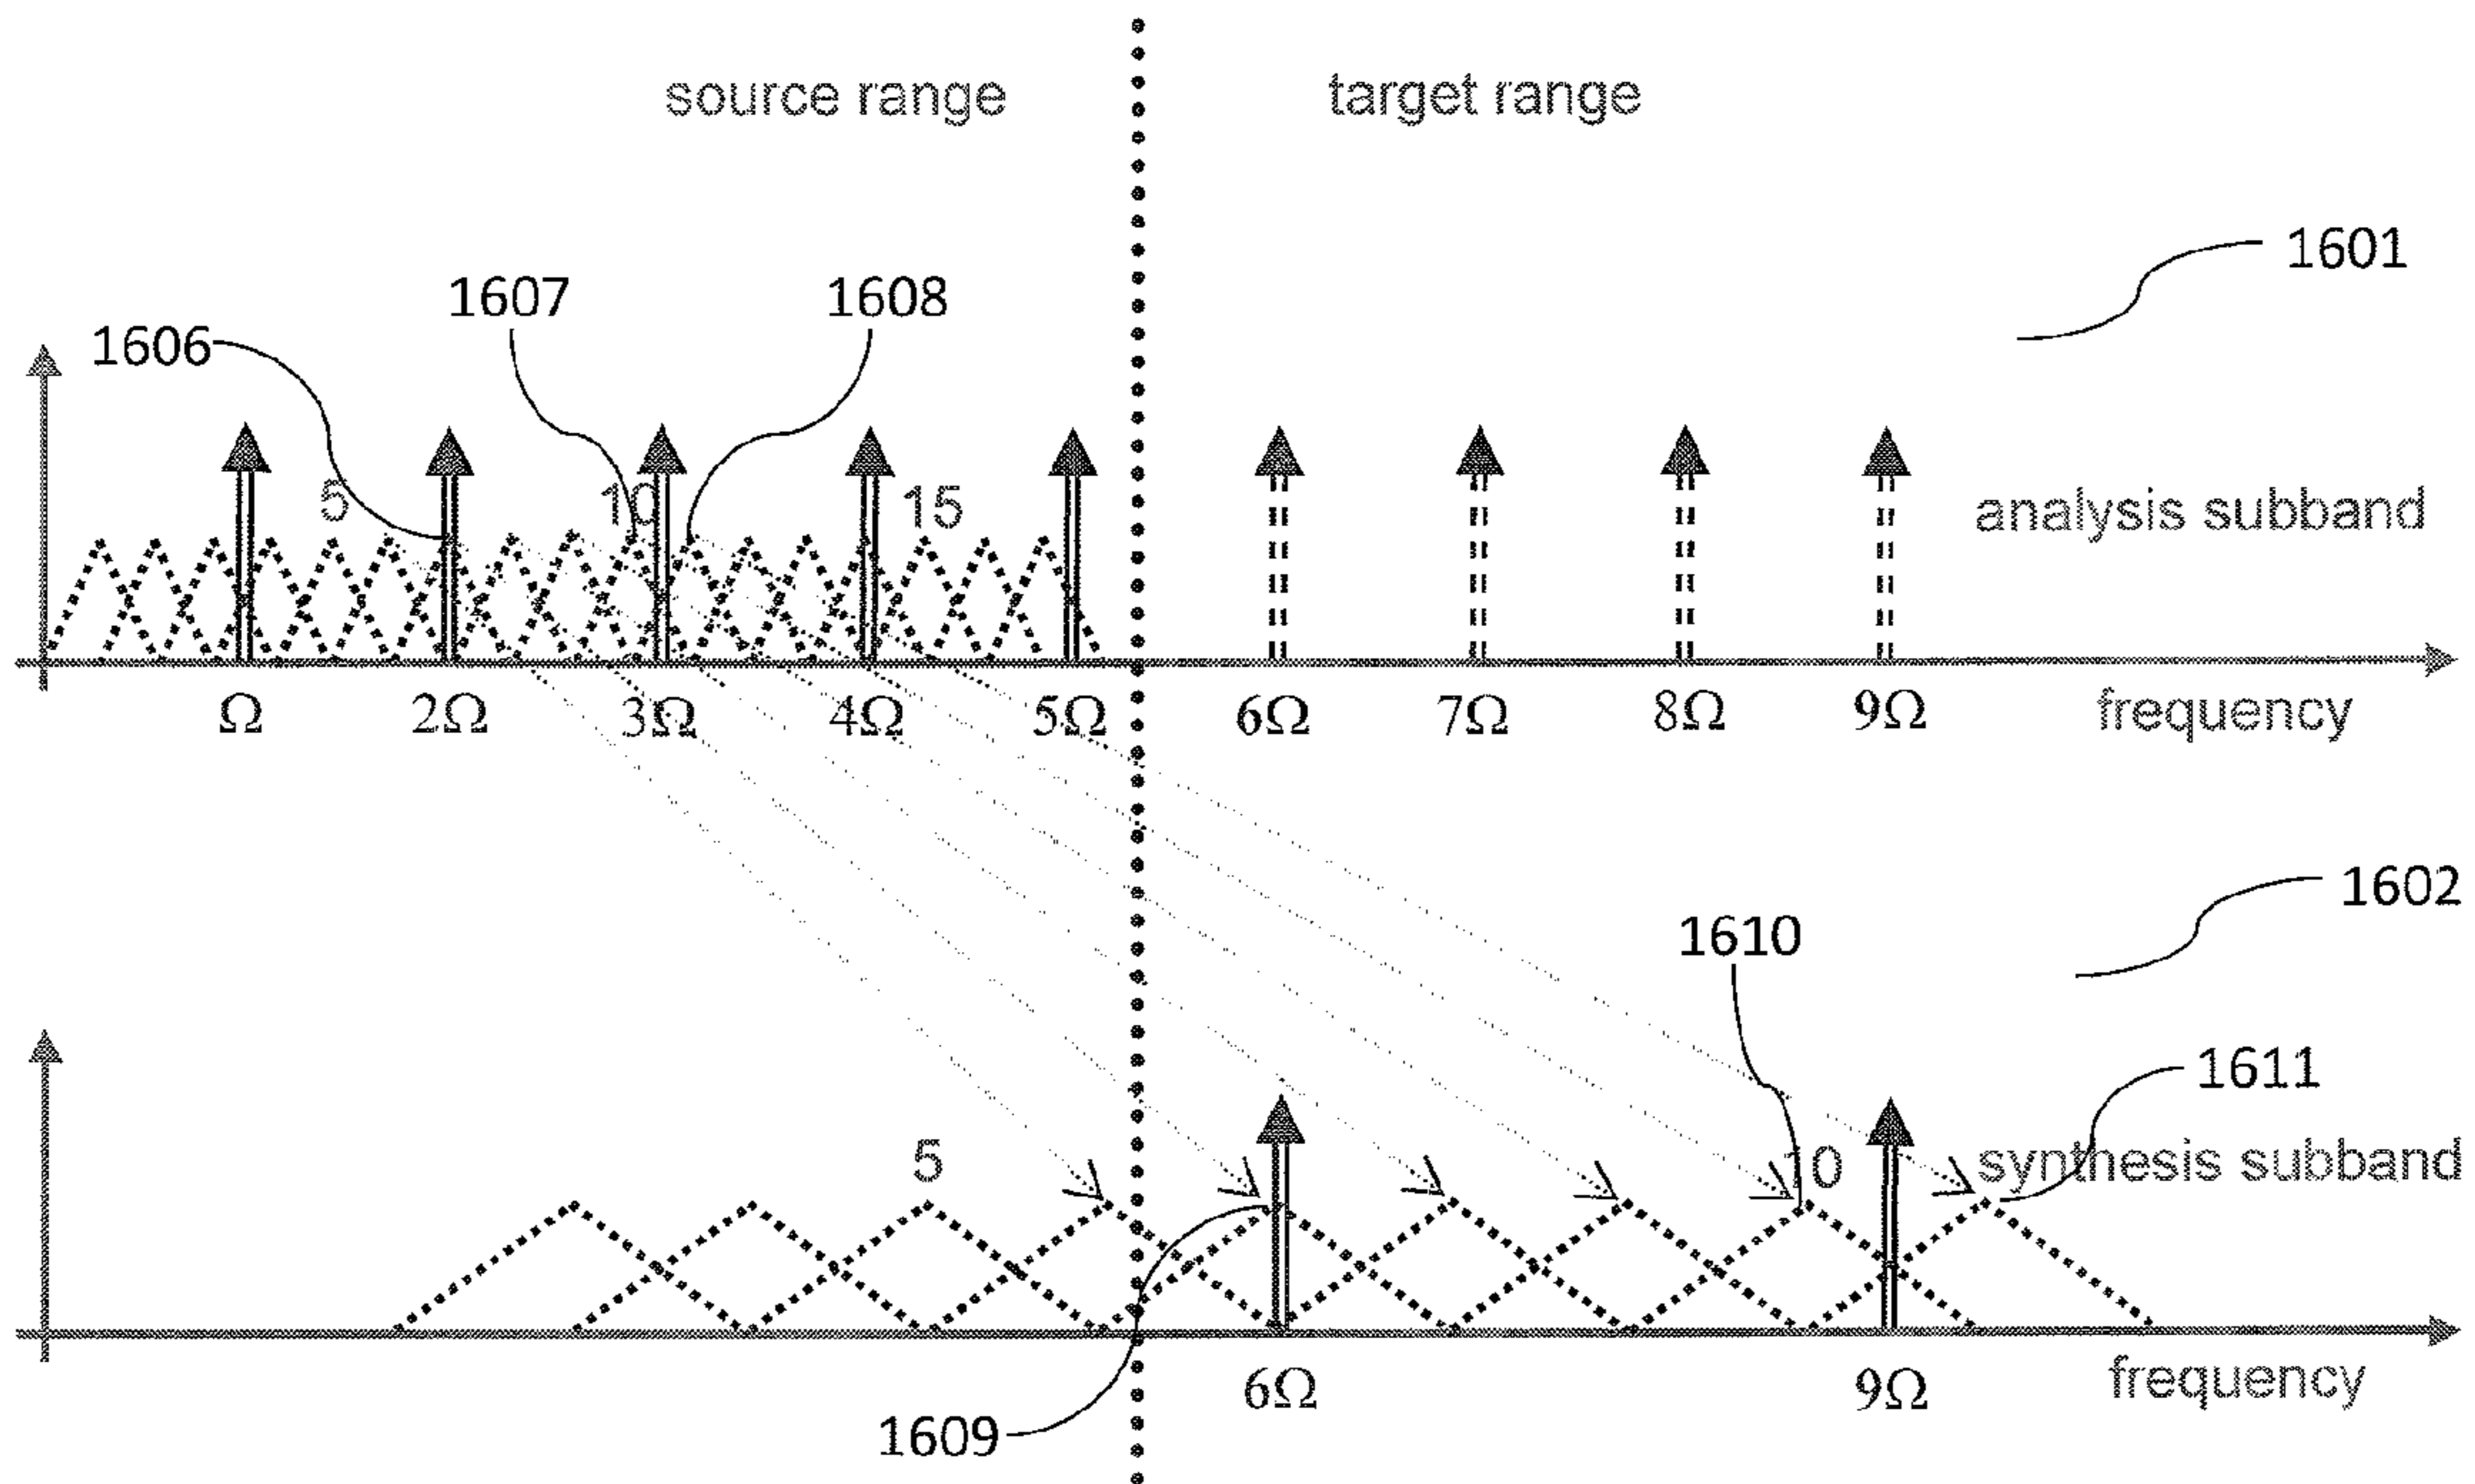 source range
target range
1601
1607
1608
1606
5
10
15
analysis subband
Ω
2Ω
3Ω
4Ω
5Ω
6Ω
7Ω
8Ω
9Ω
frequency
1602
1610
1611
5
10
synthesis subband
6Ω
9Ω
frequency
1609